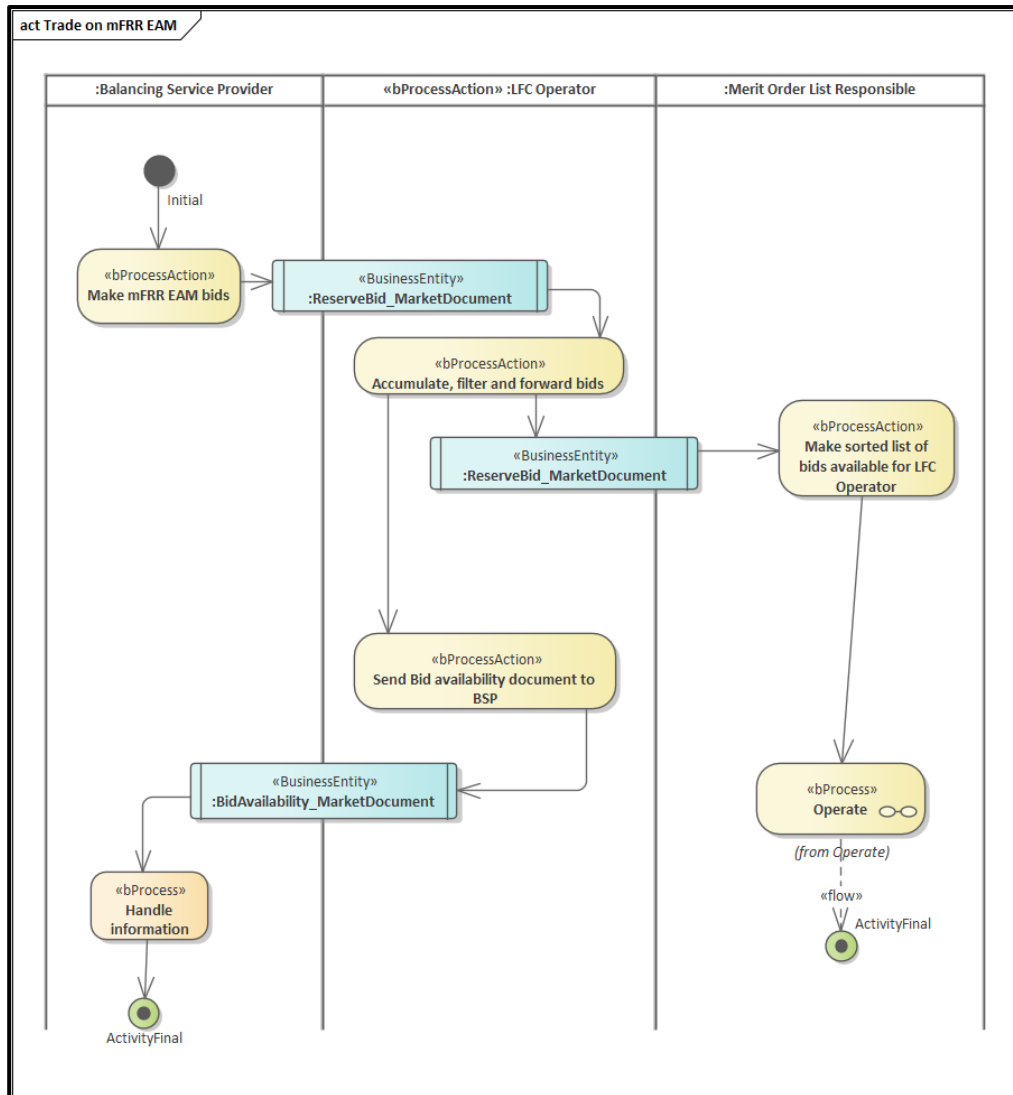 act Trade on mFRR EAM
:Balancing Service Provider
«bProcessAction» :LFC Operator
:Merit Order List Responsible
Initial
«bProcessAction»
Make mFRR EAM bids
«BusinessEntity»
:ReserveBid_MarketDocument
«bProcessAction»
Accumulate, filter and forward bids
«BusinessEntity»
:ReserveBid_MarketDocument
«bProcessAction»
Make sorted list of
bids available for LFC
Operator
«bProcessAction»
Send Bid availability document to
BSP
«BusinessEntity»
:BidAvailability_MarketDocument
«bProcess»
Operate
(from Operate)
«flow»
ActivityFinal
«bProcess»
Handle
information
ActivityFinal